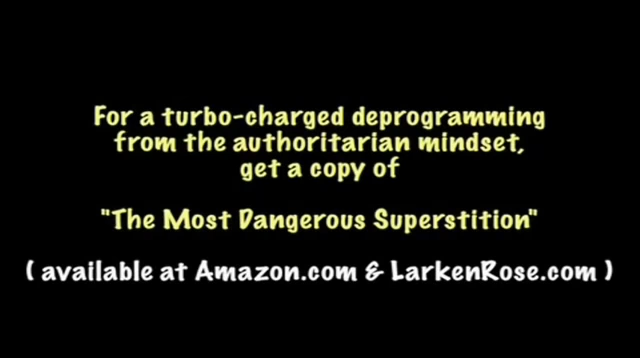 For a turbo-charged deprogramming
from the authoritarian mindset,
get a copy of
"The Most Dangerous Superstition"
( available at Amazon.com & LarkenRose.com )